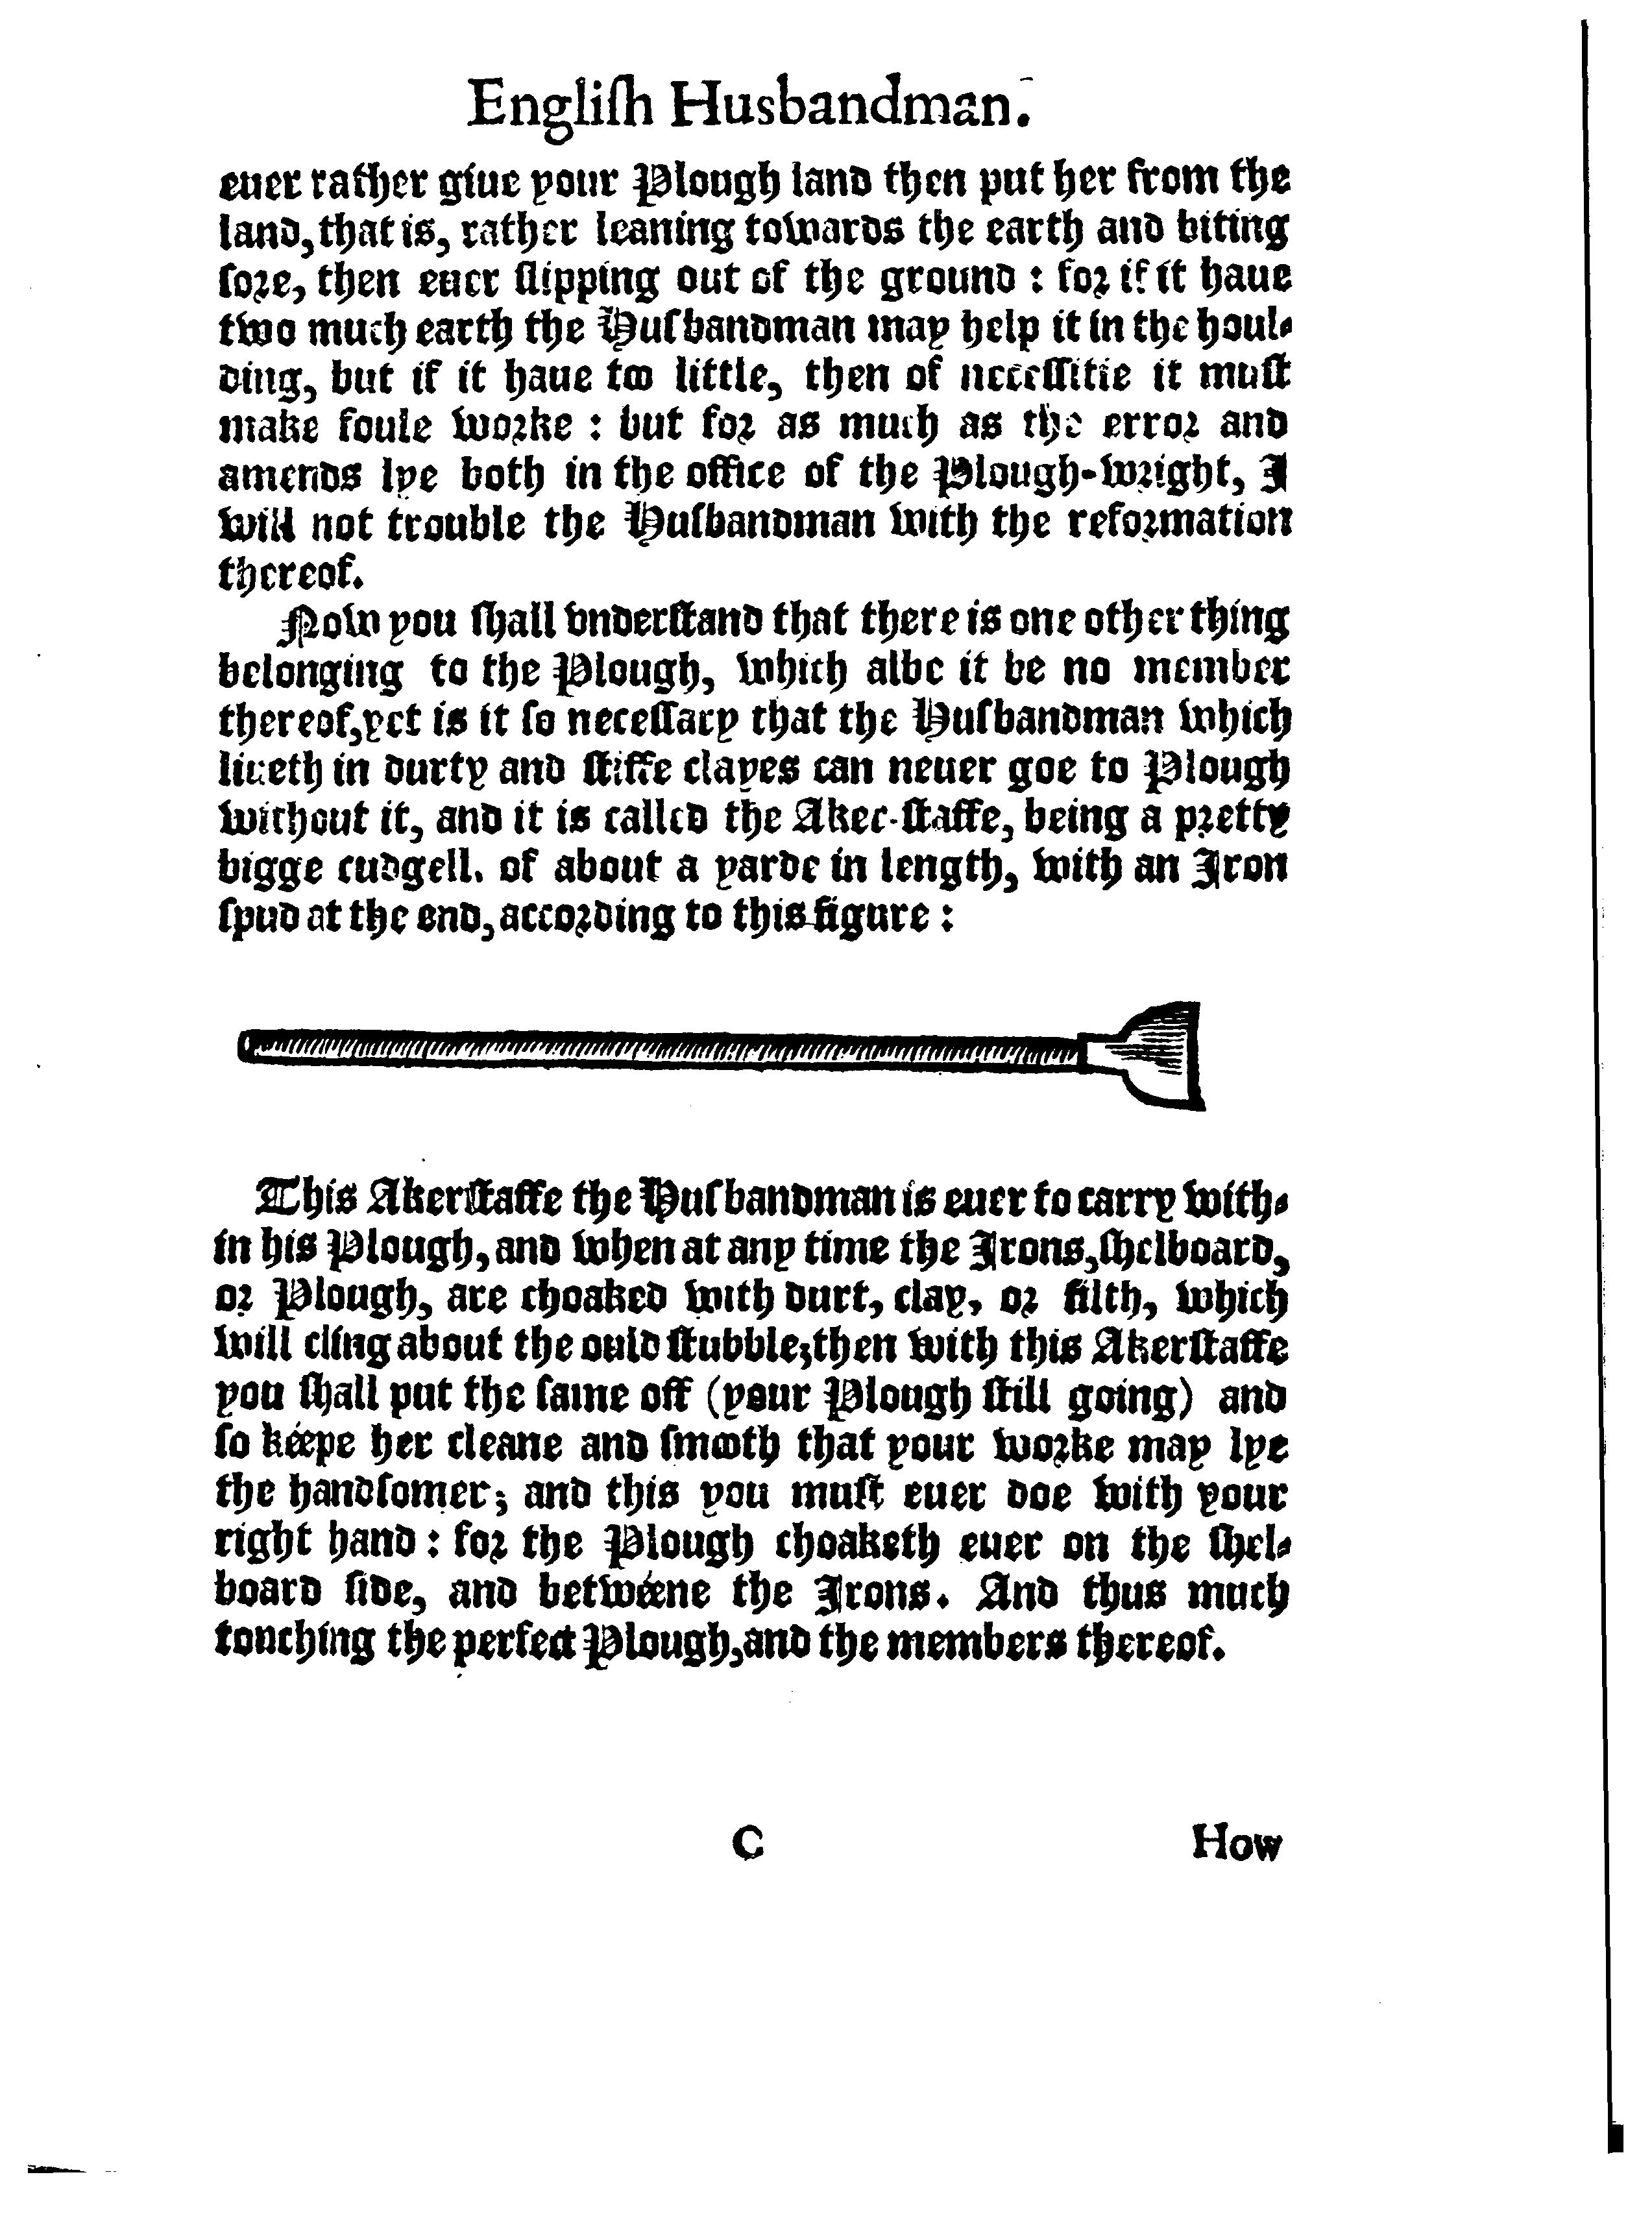 Engliſh Husbandman.
euer rather giue your Plough land then put her from the
land, that is, rather leaning towards the earth and biting
ſore, then euer ſlipping out of the ground : for if it haue
two much earth the Huſbandman may help it in the houl-
ding, but if it haue too little, then of neceſſitie it muſt
make foule worke : but for as much as the error and
amends lye both in the office of the Plough-wright, I
will not trouble the Huſbandman with the reformation
thereof.
Now you ſhall vnderſtand that there is one other thing
belonging to the Plough, which albe it be no member
thereof, yet is it ſo neceſſary that the Huſbandman which
liueth in durty and ſtiffe clayes can neuer goe to Plough
without it, and it is called the Aker-ſtaffe, being a pretty
bigge cudgell. of about a yarde in length, with an Iron
ſpud at the end, according to this figure :
This Akerſtaffe the Huſbandman is euer to carry with-
in his Plough, and when at any time the Irons, ſhelboard,
or Plough, are choaked with durt, clay, or filth, which
will cling about the ould ſtubble, then with this Akerſtaffe
you ſhall put the ſame off (your Plough ſtill going) and
ſo kéepe her cleane and ſmooth that your worke may lye
the handſomer; and this you muſt euer doe with your
right hand : for the Plough choaketh euer on the ſhel-
board ſide, and betwéene the Irons. And thus much
touching the perfect Plough, and the members thereof.
C
How